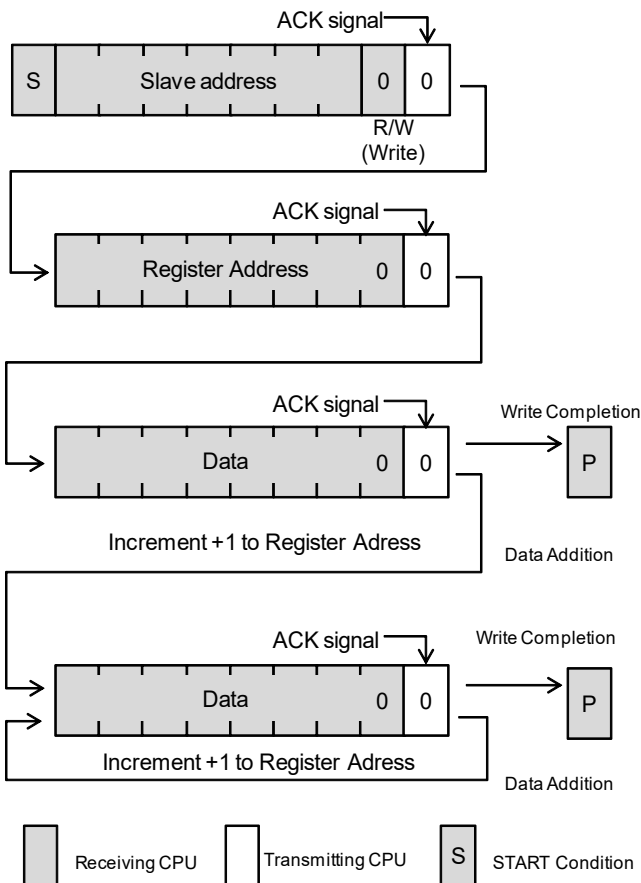 ACK signal
S Slave address 0 0
R/W
(Write)
ACK signal
Register Address 0 0
ACK signal
Write Completion
Data 0 0
P
Increment +1 to Register Adress
Data Addition
ACK signal
Write Completion
Data 0 0
P
Increment +1 to Register Adress
Data Addition
Receiving CPU
Transmitting CPU
S START Condition